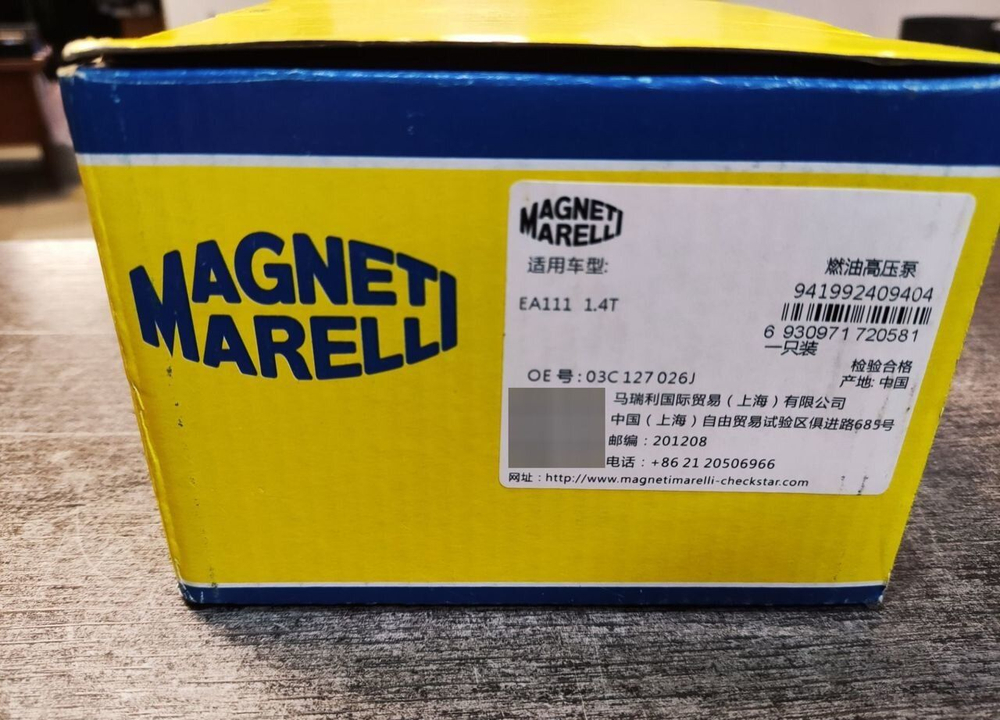 MAGNETI
MARELLI
MAGNETI
MARELLI
适用车型:
EA111 1.4T
燃油高压泵
941992409404
6 930971 720581
一只装
检验合格
产地: 中国
OE 号: 03C 127 026J
马瑞利国际贸易（上海）有限公司
中国（上海）自由贸易试验区俱进路685号
邮编：201208
电话：+86 21 20506966
网址：http://www.magnetimarelli-checkstar.com